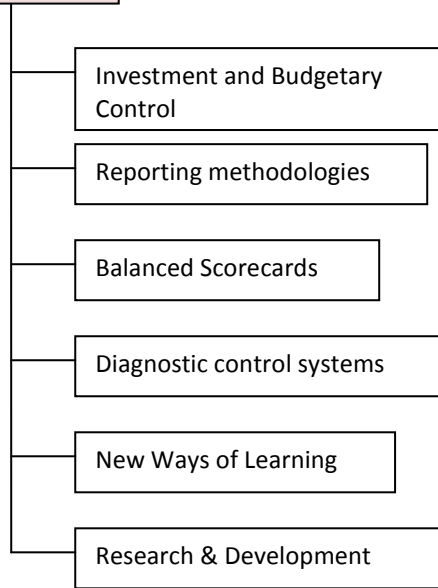 Investment and Budgetary
Control
Reporting methodologies
Balanced Scorecards
Diagnostic control systems
New Ways of Learning
Research & Development